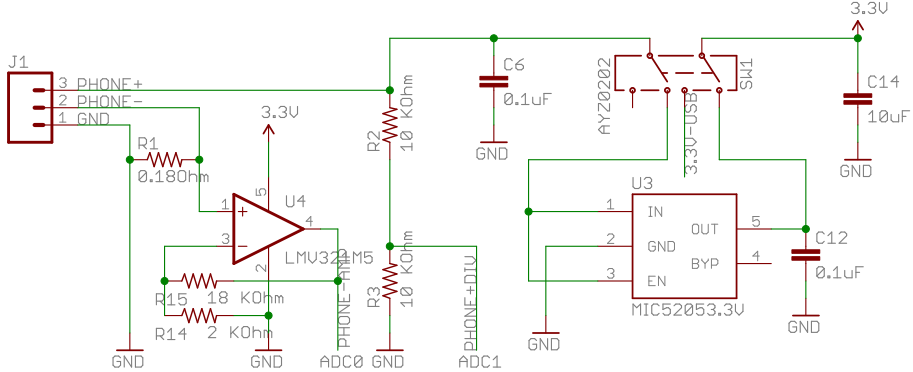 3.3V
J1
3 PHONE+
2 PHONE-
1 GND
C6
0.1uF
GND
AYZ0202
SW1
3.3V-USB
C14
10uF
GND
R1
0.18Ohm
3.3V
R2
10 KOhm
U4
5
1
+
4
3
-
2
LMV321M5
R15
18 KOhm
R14
2 KOhm
PHONE-AMP
R3
10 KOhm
PHONE+DIV
GND
GND
ADC0
GND
ADC1
U3
1 IN
OUT 5
2 GND
BYP 4
3 EN
MIC52053.3V
C12
0.1uF
GND
GND